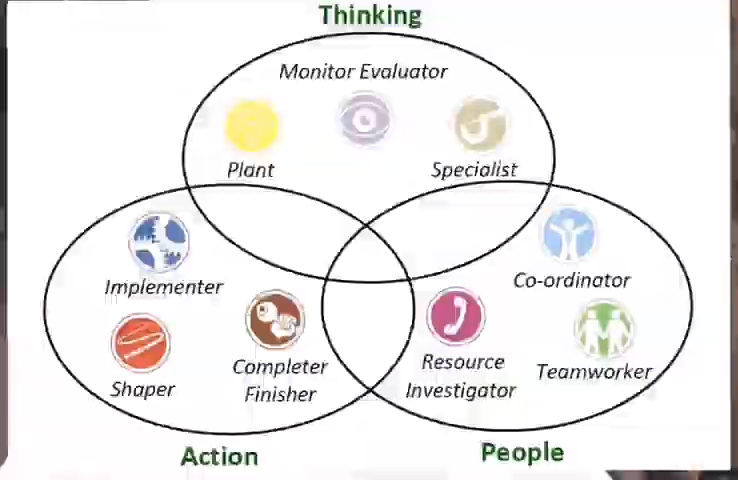 Thinking
Monitor Evaluator
Plant
Specialist
Implementer
Co-ordinator
Shaper
Completer
Finisher
Resource
Investigator
Teamworker
Action
People